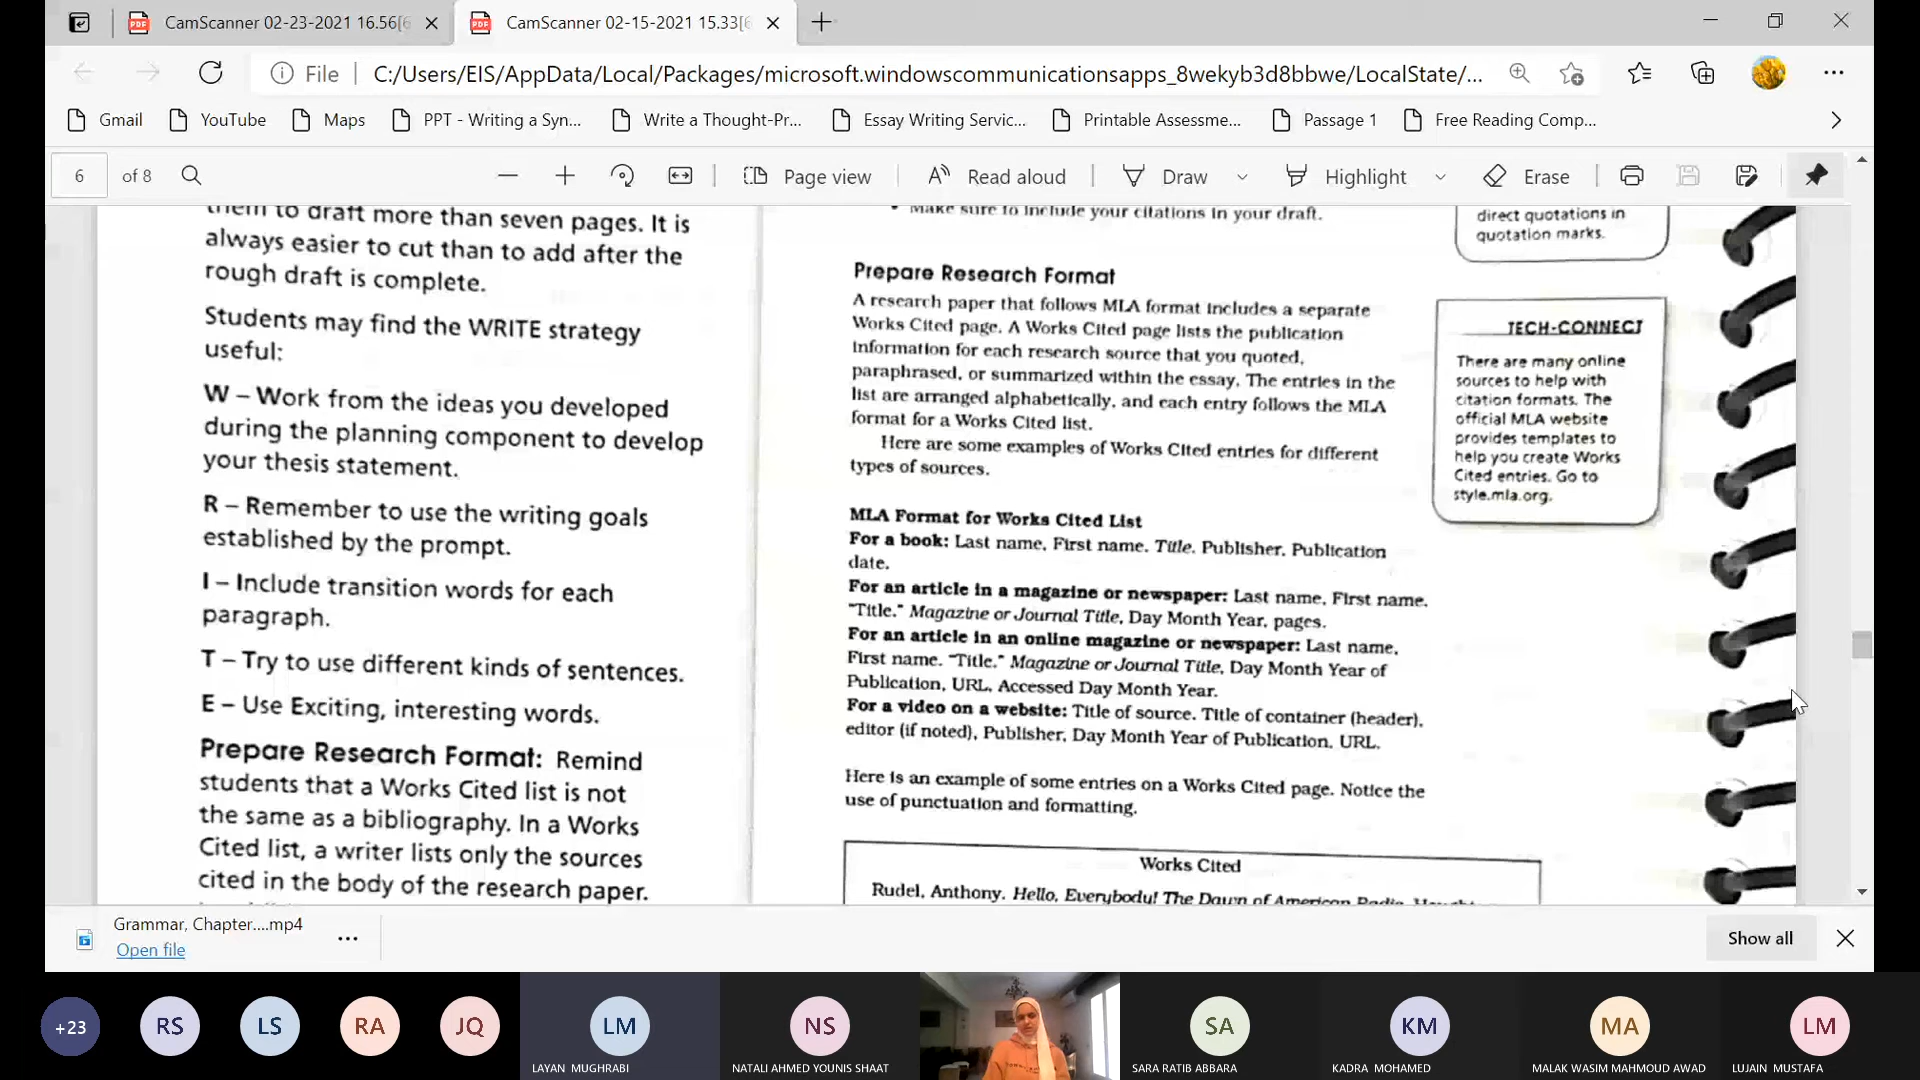 CamScanner 02-23-2021 16.56[6
CamScanner 02-15-2021 15.33[6
File
C:/Users/EIS/AppData/Local/Packages/microsoft.windowscommunicationsapps_8wekyb3d8bbwe/LocalState/...
Gmail
YouTube
Maps
PPT - Writing a Syn...
Write a Thought-Pr...
Essay Writing Servic...
Printable Assessme...
Passage 1
Free Reading Comp...
6 of 8
Page view
Read aloud
Draw
Highlight
Erase
them to draft more than seven pages. It is
always easier to cut than to add after the
rough draft is complete.
Students may find the WRITE strategy
useful:
W – Work from the ideas you developed
during the planning component to develop
your thesis statement.
R – Remember to use the writing goals
established by the prompt.
I – Include transition words for each
paragraph.
T – Try to use different kinds of sentences.
E – Use Exciting, interesting words.
Prepare Research Format: Remind
students that a Works Cited list is not
the same as a bibliography. In a Works
Cited list, a writer lists only the sources
cited in the body of the research paper.
• Make sure to include your citations in your draft.
Prepare Research Format
A research paper that follows MLA format includes a separate
Works Cited page. A Works Cited page lists the publication
information for each research source that you quoted,
paraphrased, or summarized within the essay. The entries in the
list are arranged alphabetically, and each entry follows the MLA
format for a Works Cited list.
Here are some examples of Works Cited entries for different
types of sources.
MLA Format for Works Cited List
For a book: Last name, First name. Title. Publisher, Publication
date.
For an article in a magazine or newspaper: Last name, First name.
"Title." Magazine or Journal Title, Day Month Year, pages.
For an article in an online magazine or newspaper: Last name,
First name. "Title." Magazine or Journal Title, Day Month Year of
Publication, URL. Accessed Day Month Year.
For a video on a website: Title of source. Title of container (header),
editor (if noted), Publisher, Day Month Year of Publication. URL.
Here is an example of some entries on a Works Cited page. Notice the
use of punctuation and formatting.
Works Cited
Rudel, Anthony. Hello, Everybody! The Dawn of American Radio.
direct quotations in
quotation marks.
TECH-CONNECT
There are many online
sources to help with
citation formats. The
official MLA website
provides templates to
help you create Works
Cited entries. Go to
style.mla.org.
Grammar, Chapter....mp4
Open file
Show all
+23
RS
LS
RA
JQ
LM
LAYAN MUGHRABI
NS
NATALI AHMED YOUNIS SHAAT
SA
SARA RATIB ABBARA
KM
KADRA MOHAMED
MA
MALAK WASIM MAHMOUD AWAD
LM
LUJAIN MUSTAFA